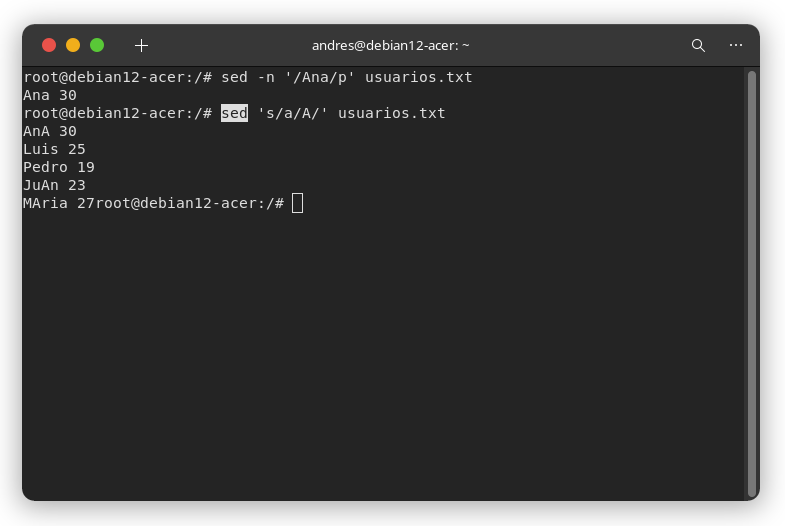 andres@debian12-acer: ~
root@debian12-acer:/# sed -n '/Ana/p' usuarios.txt
Ana 30
root@debian12-acer:/# sed 's/a/A/' usuarios.txt
AnA 30
Luis 25
Pedro 19
JuAn 23
MAria 27root@debian12-acer:/#